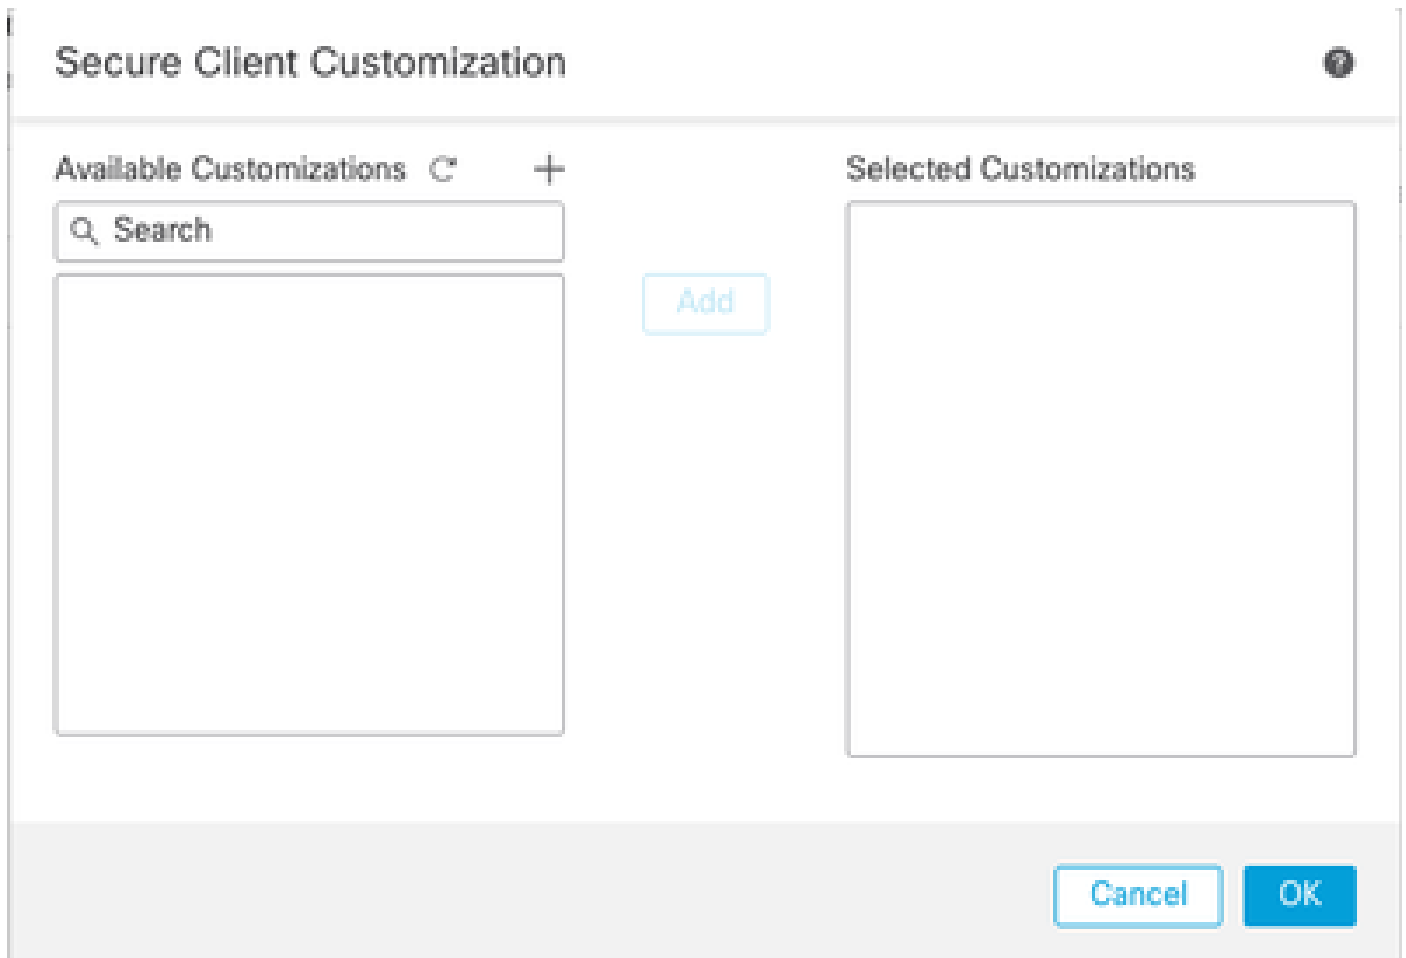 Secure Client Customization
?
Available Customizations
+
Selected Customizations
Search
Add
Cancel
OK